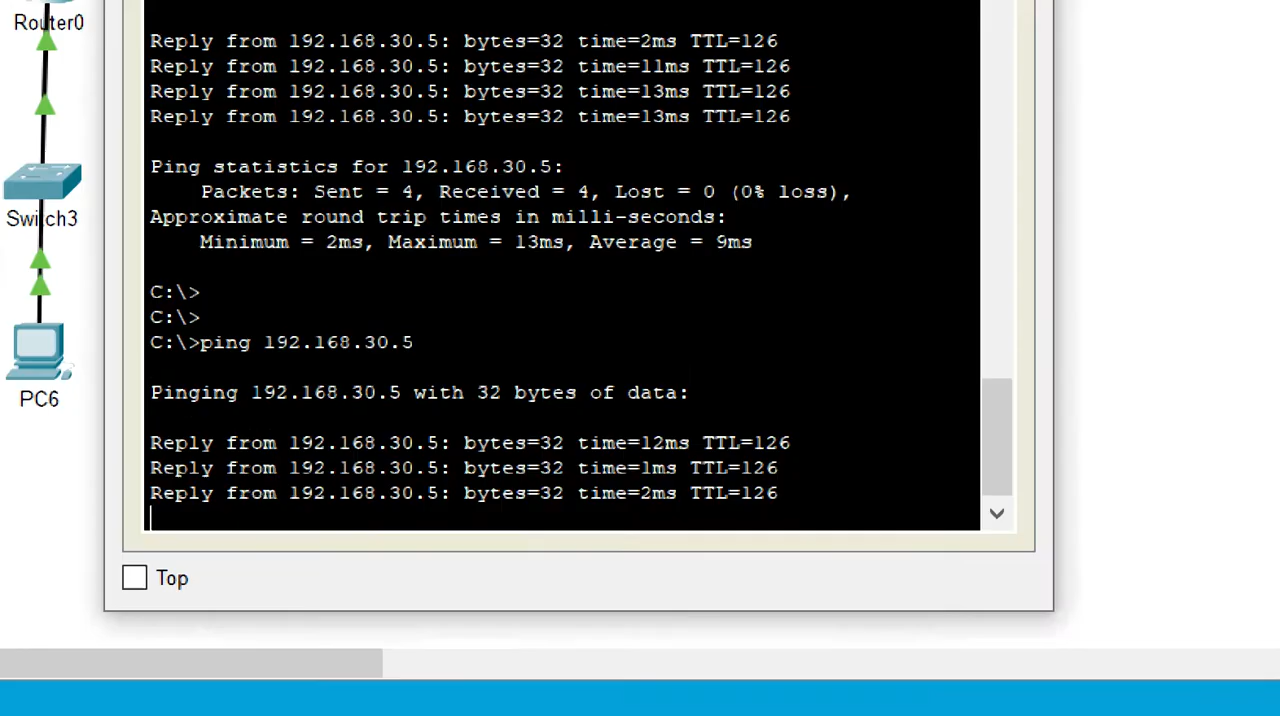 Router0
Reply from 192.168.30.5: bytes=32 time=2ms TTL=126
Reply from 192.168.30.5: bytes=32 time=11ms TTL=126
Reply from 192.168.30.5: bytes=32 time=13ms TTL=126
Reply from 192.168.30.5: bytes=32 time=13ms TTL=126
Ping statistics for 192.168.30.5:
    Packets: Sent = 4, Received = 4, Lost = 0 (0% loss),
Approximate round trip times in milli-seconds:
    Minimum = 2ms, Maximum = 13ms, Average = 9ms
C:\>
C:\>
C:\>ping 192.168.30.5
Pinging 192.168.30.5 with 32 bytes of data:
Reply from 192.168.30.5: bytes=32 time=12ms TTL=126
Reply from 192.168.30.5: bytes=32 time=1ms TTL=126
Reply from 192.168.30.5: bytes=32 time=2ms TTL=126
Switch3
PC6
Top